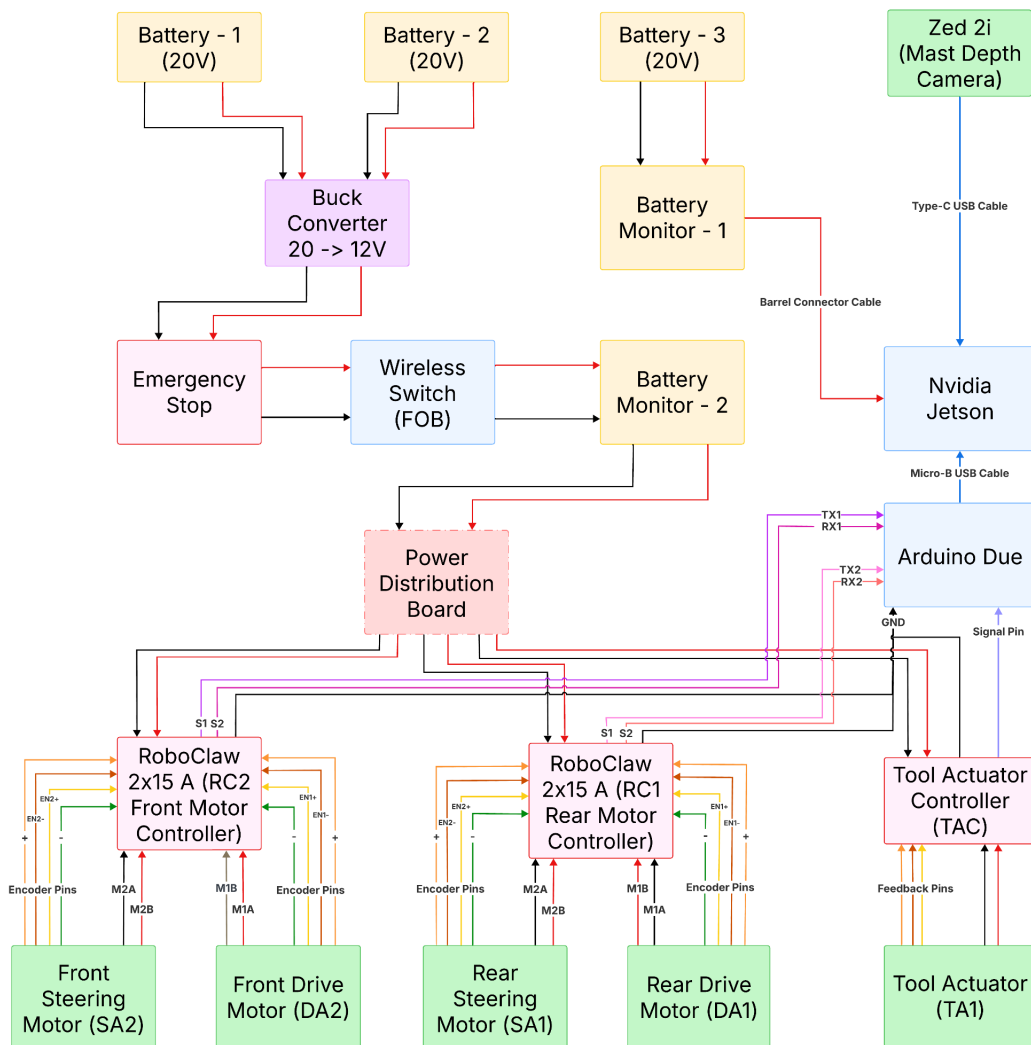 Battery - 1
(20V)
Battery - 2
(20V)
Battery - 3
(20V)
Zed 2i
(Mast Depth
Camera)
Buck
Converter
20 -> 12V
Battery
Monitor - 1
Type-C USB Cable
Barrel Connector Cable
Emergency
Stop
Wireless
Switch
(FOB)
Battery
Monitor - 2
Nvidia
Jetson
Micro-B USB Cable
Power
Distribution
Board
TX1
RX1
TX2
RX2
Arduino Due
GND
Signal Pin
S1 S2
S1 S2
RoboClaw
2x15 A (RC2
Front Motor
Controller)
RoboClaw
2x15 A (RC1
Rear Motor
Controller)
Tool Actuator
Controller
(TAC)
+
EN2-
EN2+
-
-
EN1+
EN1-
+
+
EN2-
EN2+
-
-
EN1+
EN1-
+
Encoder Pins
M2A
M2B
M1B
M1A
Encoder Pins
Encoder Pins
M2A
M2B
M1B
M1A
Encoder Pins
Feedback Pins
Front
Steering
Motor (SA2)
Front Drive
Motor (DA2)
Rear
Steering
Motor (SA1)
Rear Drive
Motor (DA1)
Tool Actuator
(TA1)